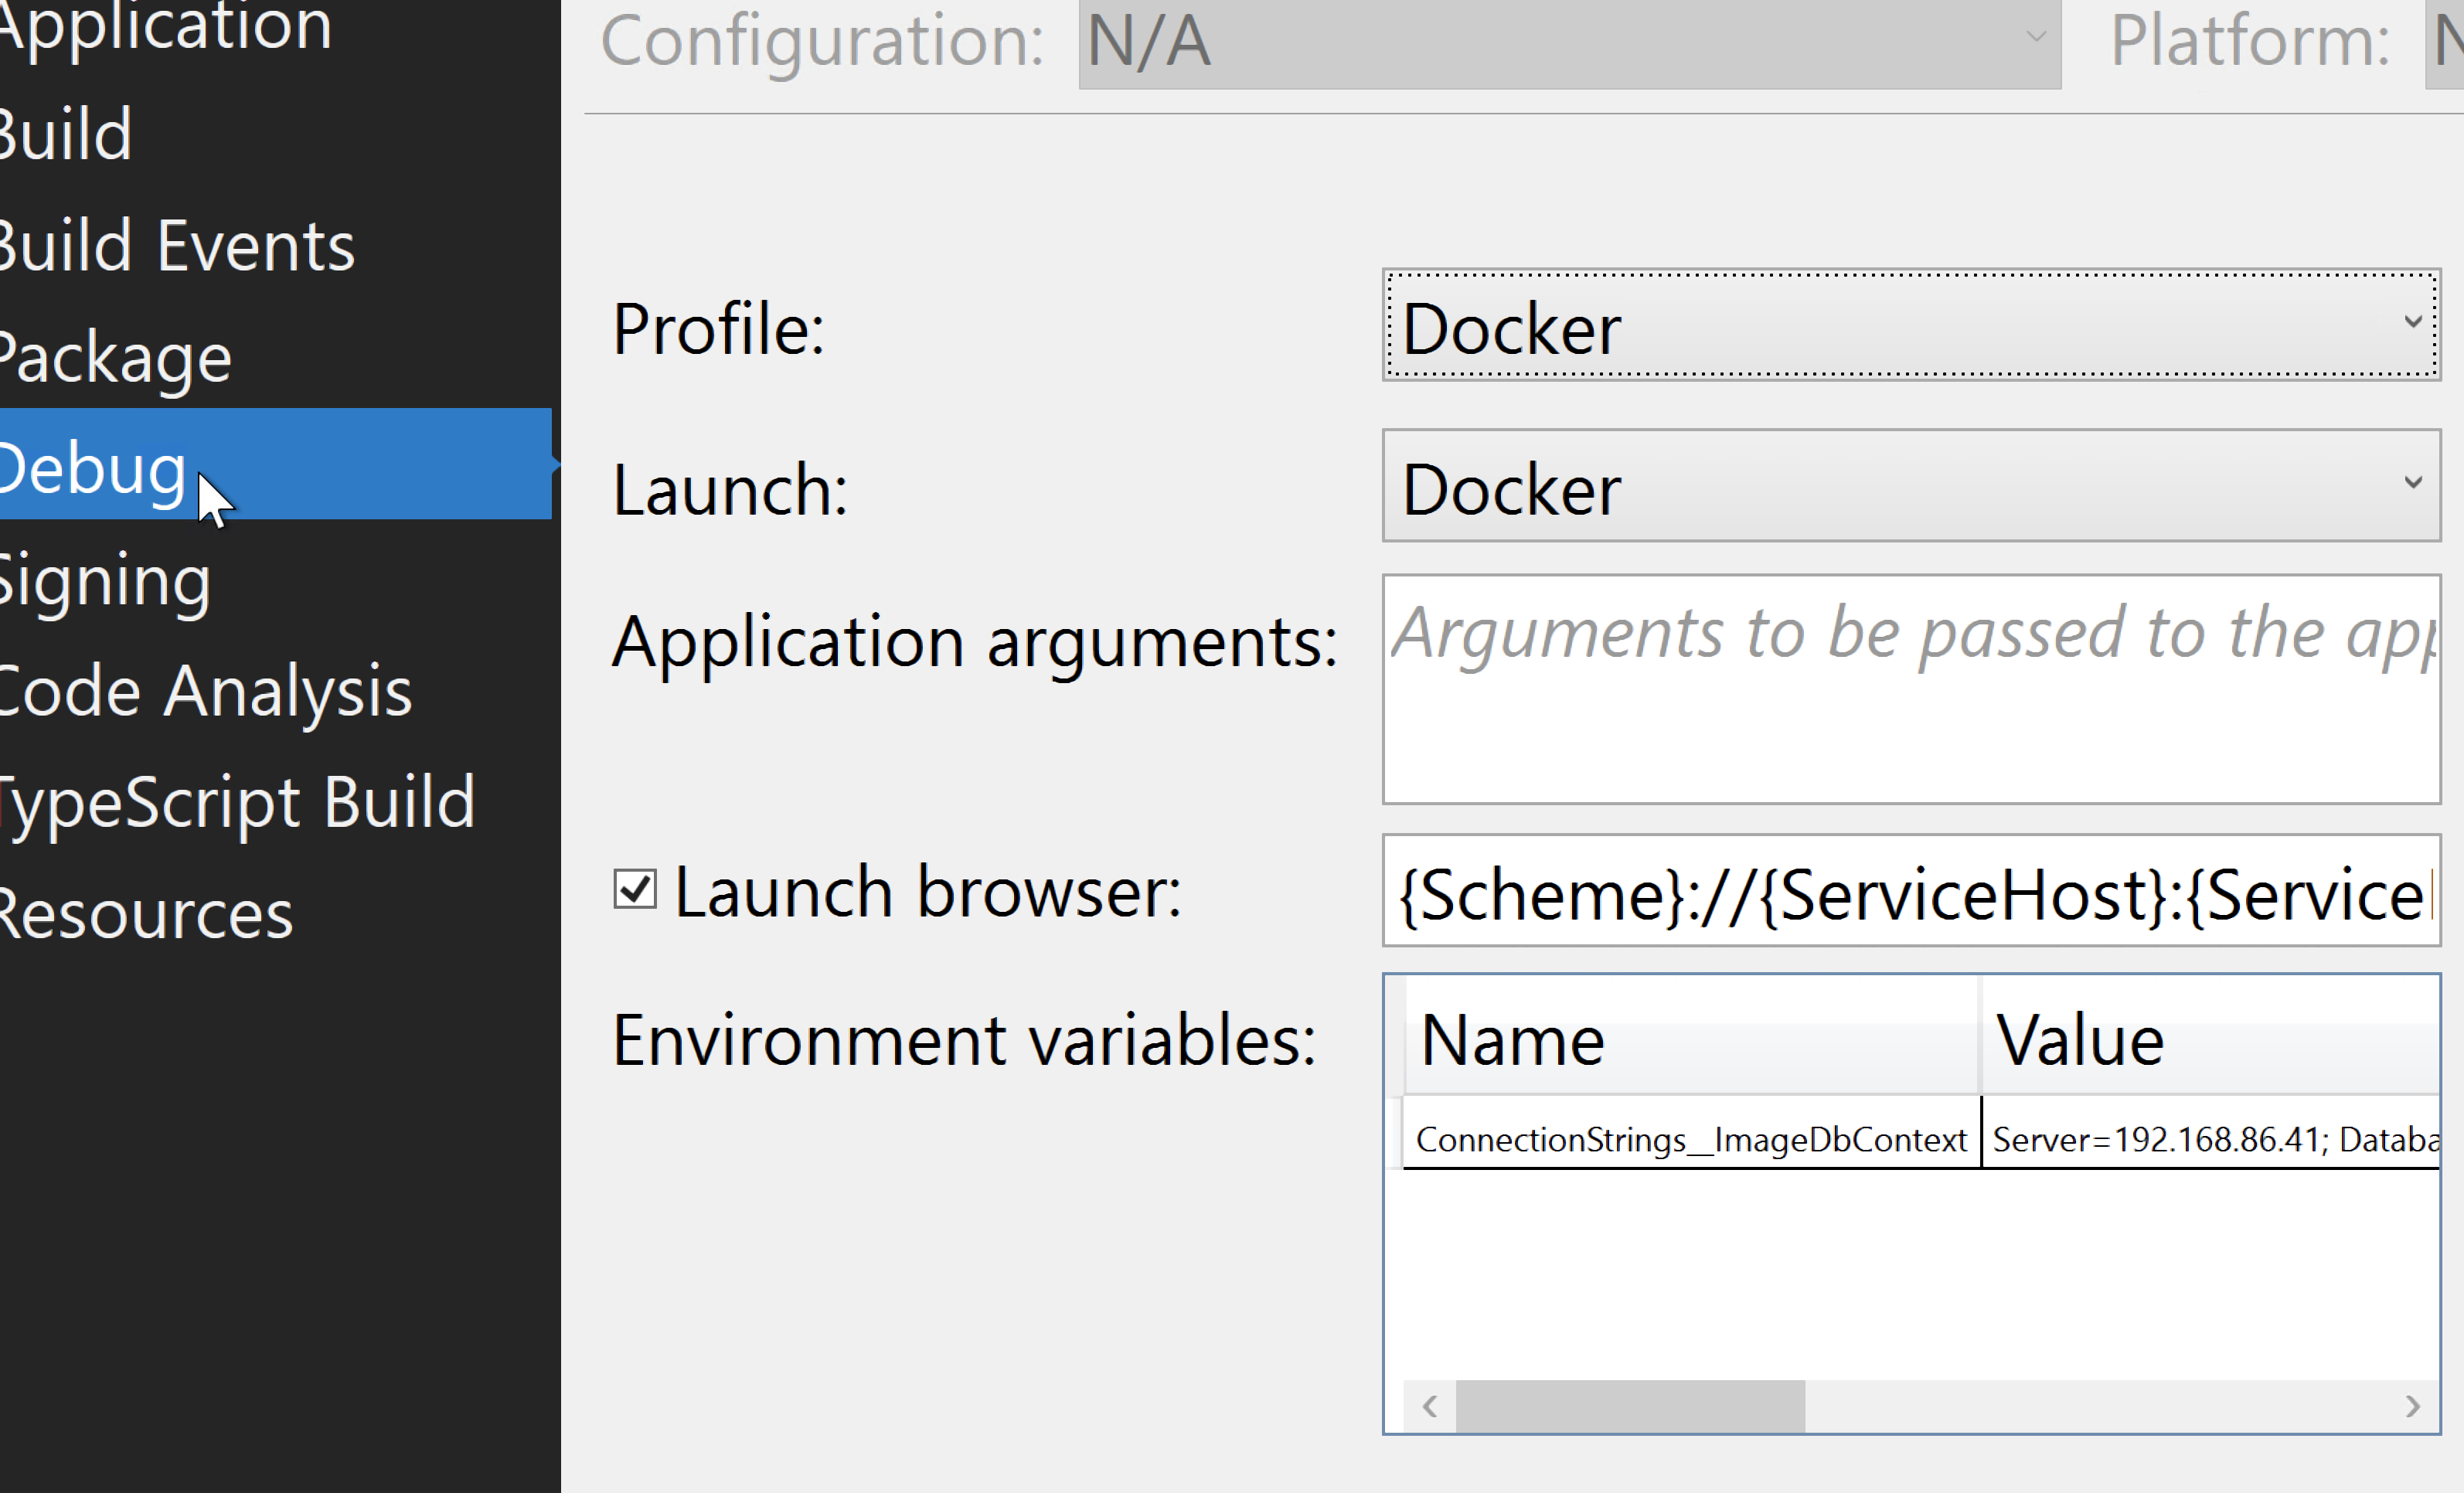 Application
Build
Build Events
Package
Debug
Signing
Code Analysis
TypeScript Build
Resources
Configuration: N/A Platform: N
Profile: Docker
Launch: Docker
Application arguments: Arguments to be passed to the app
Launch browser: {Scheme}://{ServiceHost}:{Service
Environment variables: Name Value
ConnectionStrings__ImageDbContext Server=192.168.86.41; Databa